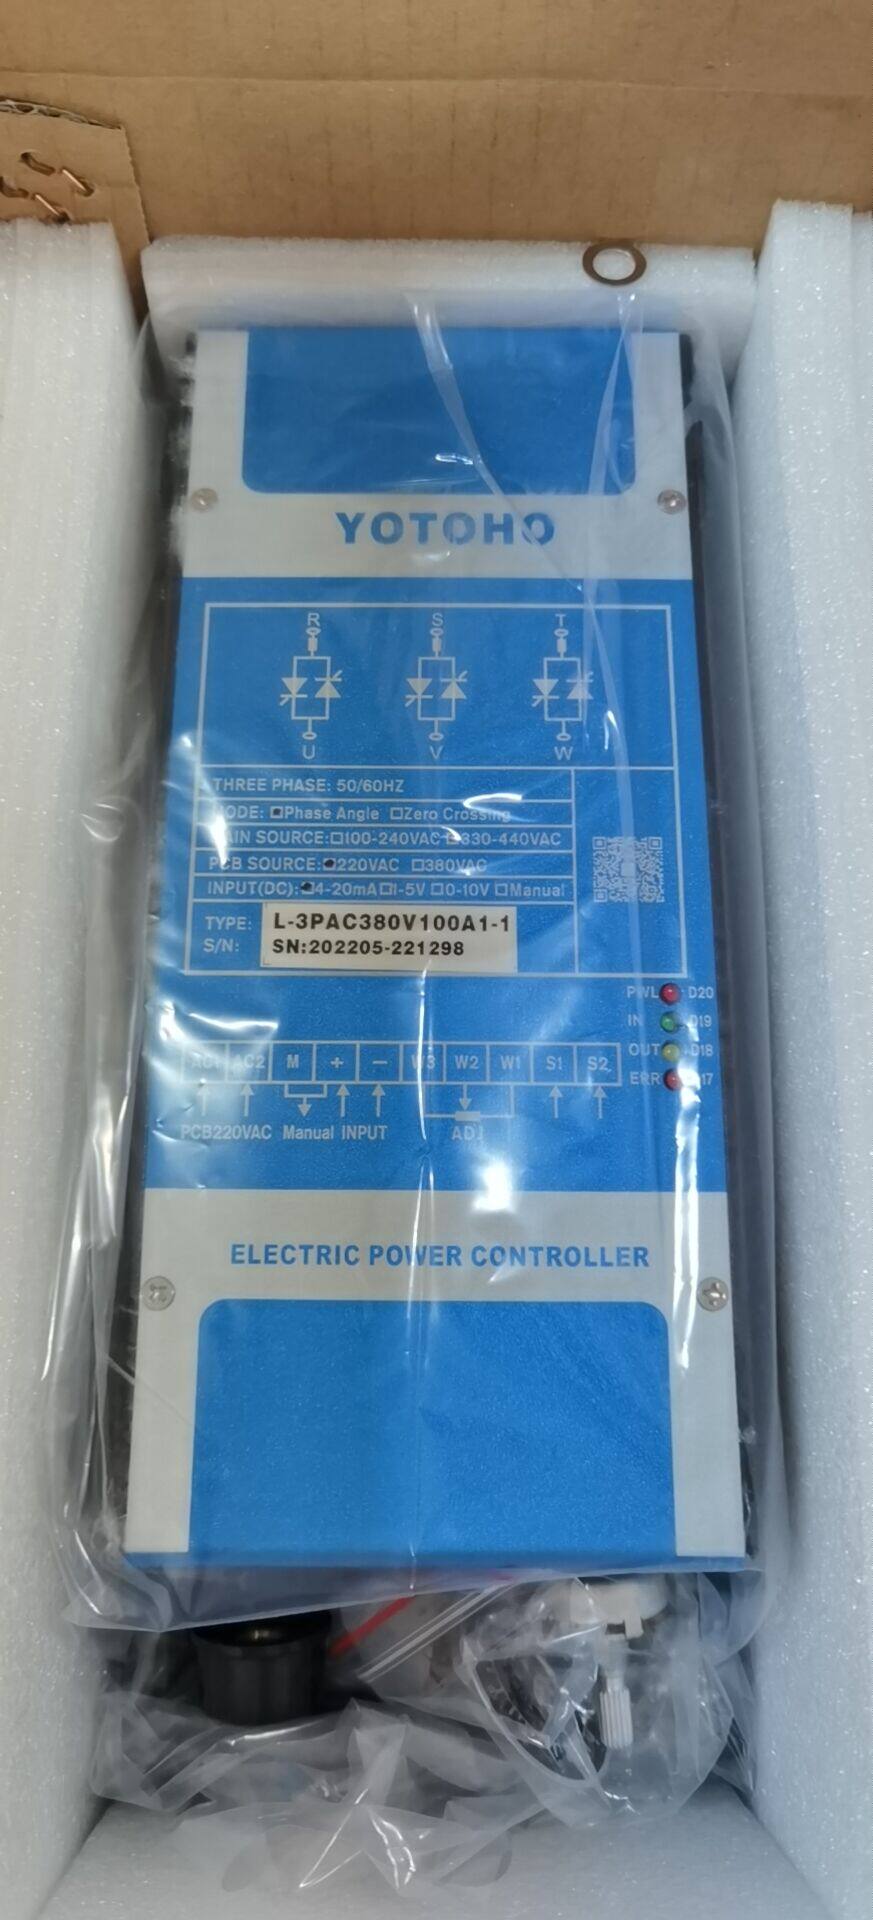 YOTOHO
R S T
U V W
THREE PHASE: 50/60HZ
MODE: ■Phase Angle □Zero Crossing
MAIN SOURCE:□100-240VAC ■330-440VAC
PCB SOURCE:■220VAC □380VAC
INPUT(DC):■4-20mA□1-5V□0-10V□Manual
TYPE: L-3PAC380V100A1-1
S/N: SN:202205-221298
PWL D20
IN D19
OUT D18
ERR D17
AC1 AC2 M + − W3 W2 W1 S1 S2
PCB220VAC Manual INPUT ADJ
ELECTRIC POWER CONTROLLER